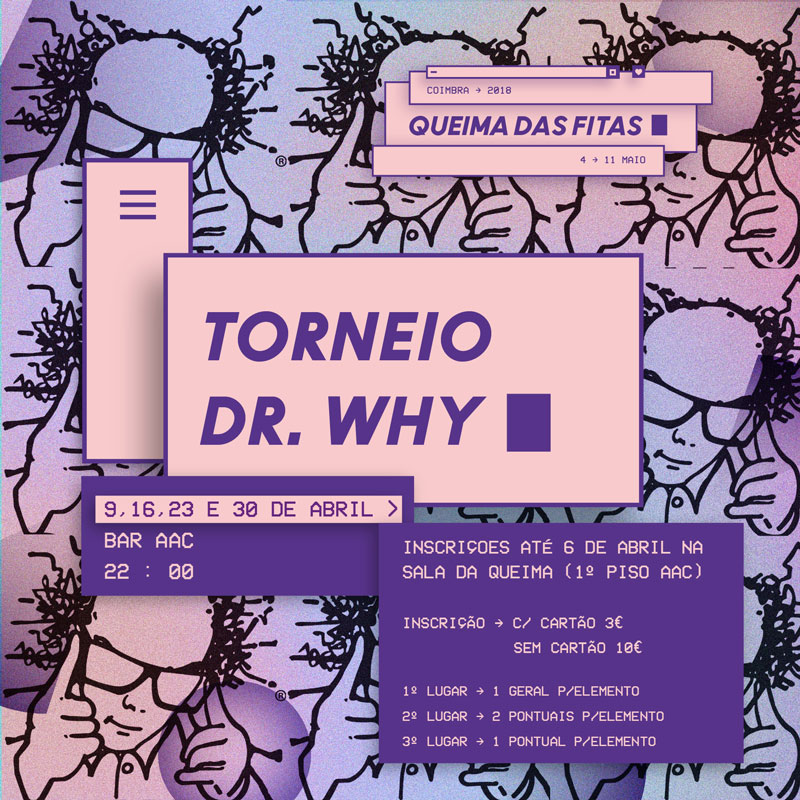 COIMBRA → 2018
QUEIMA DAS FITAS
4 → 11 MAIO
®
TORNEIO
DR. WHY
9,16,23 E 30 DE ABRIL >
BAR AAC
22 : 00
INSCRIÇOES ATÉ 6 DE ABRIL NA
SALA DA QUEIMA (1º PISO AAC)
INSCRIÇÃO → C/ CARTÃO 3€
SEM CARTÃO 10€
®
1º LUGAR → 1 GERAL P/ELEMENTO
2º LUGAR → 2 PONTUAIS P/ELEMENTO
3º LUGAR → 1 PONTUAL P/ELEMENTO